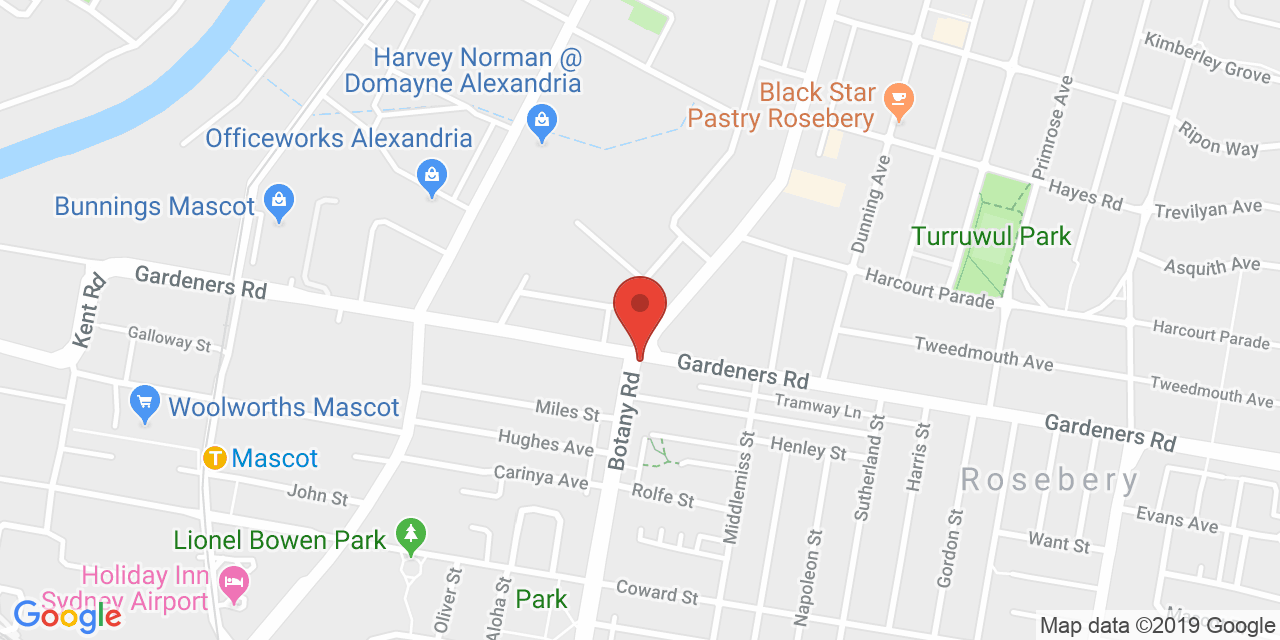 Harvey Norman @
Domayne Alexandria
Officeworks Alexandria
Bunnings Mascot
Black Star
Pastry Rosebery
Kimberley Grove
Ripon Way
Primrose Ave
Hayes Rd
Trevilyan Ave
Dunning Ave
Turruwul Park
Asquith Ave
Harcourt Parade
Harcourt Parade
Gardeners Rd
Kent Rd
Galloway St
Tweedmouth Ave
Tweedmouth Ave
Gardeners Rd
Tramway Ln
Gardeners Rd
Botany Rd
Woolworths Mascot
Miles St
Hughes Ave
Carinya Ave
T
Mascot
John St
Henley St
Middlemiss St
Sutherland St
Harris St
Rosebery
Rolfe St
Evans Ave
Want St
Gordon St
Napoleon St
Lionel Bowen Park
Holiday Inn
Sydney Airport
Oliver St
Aloha St
Park
Coward St
Google
Map data ©2019 Google